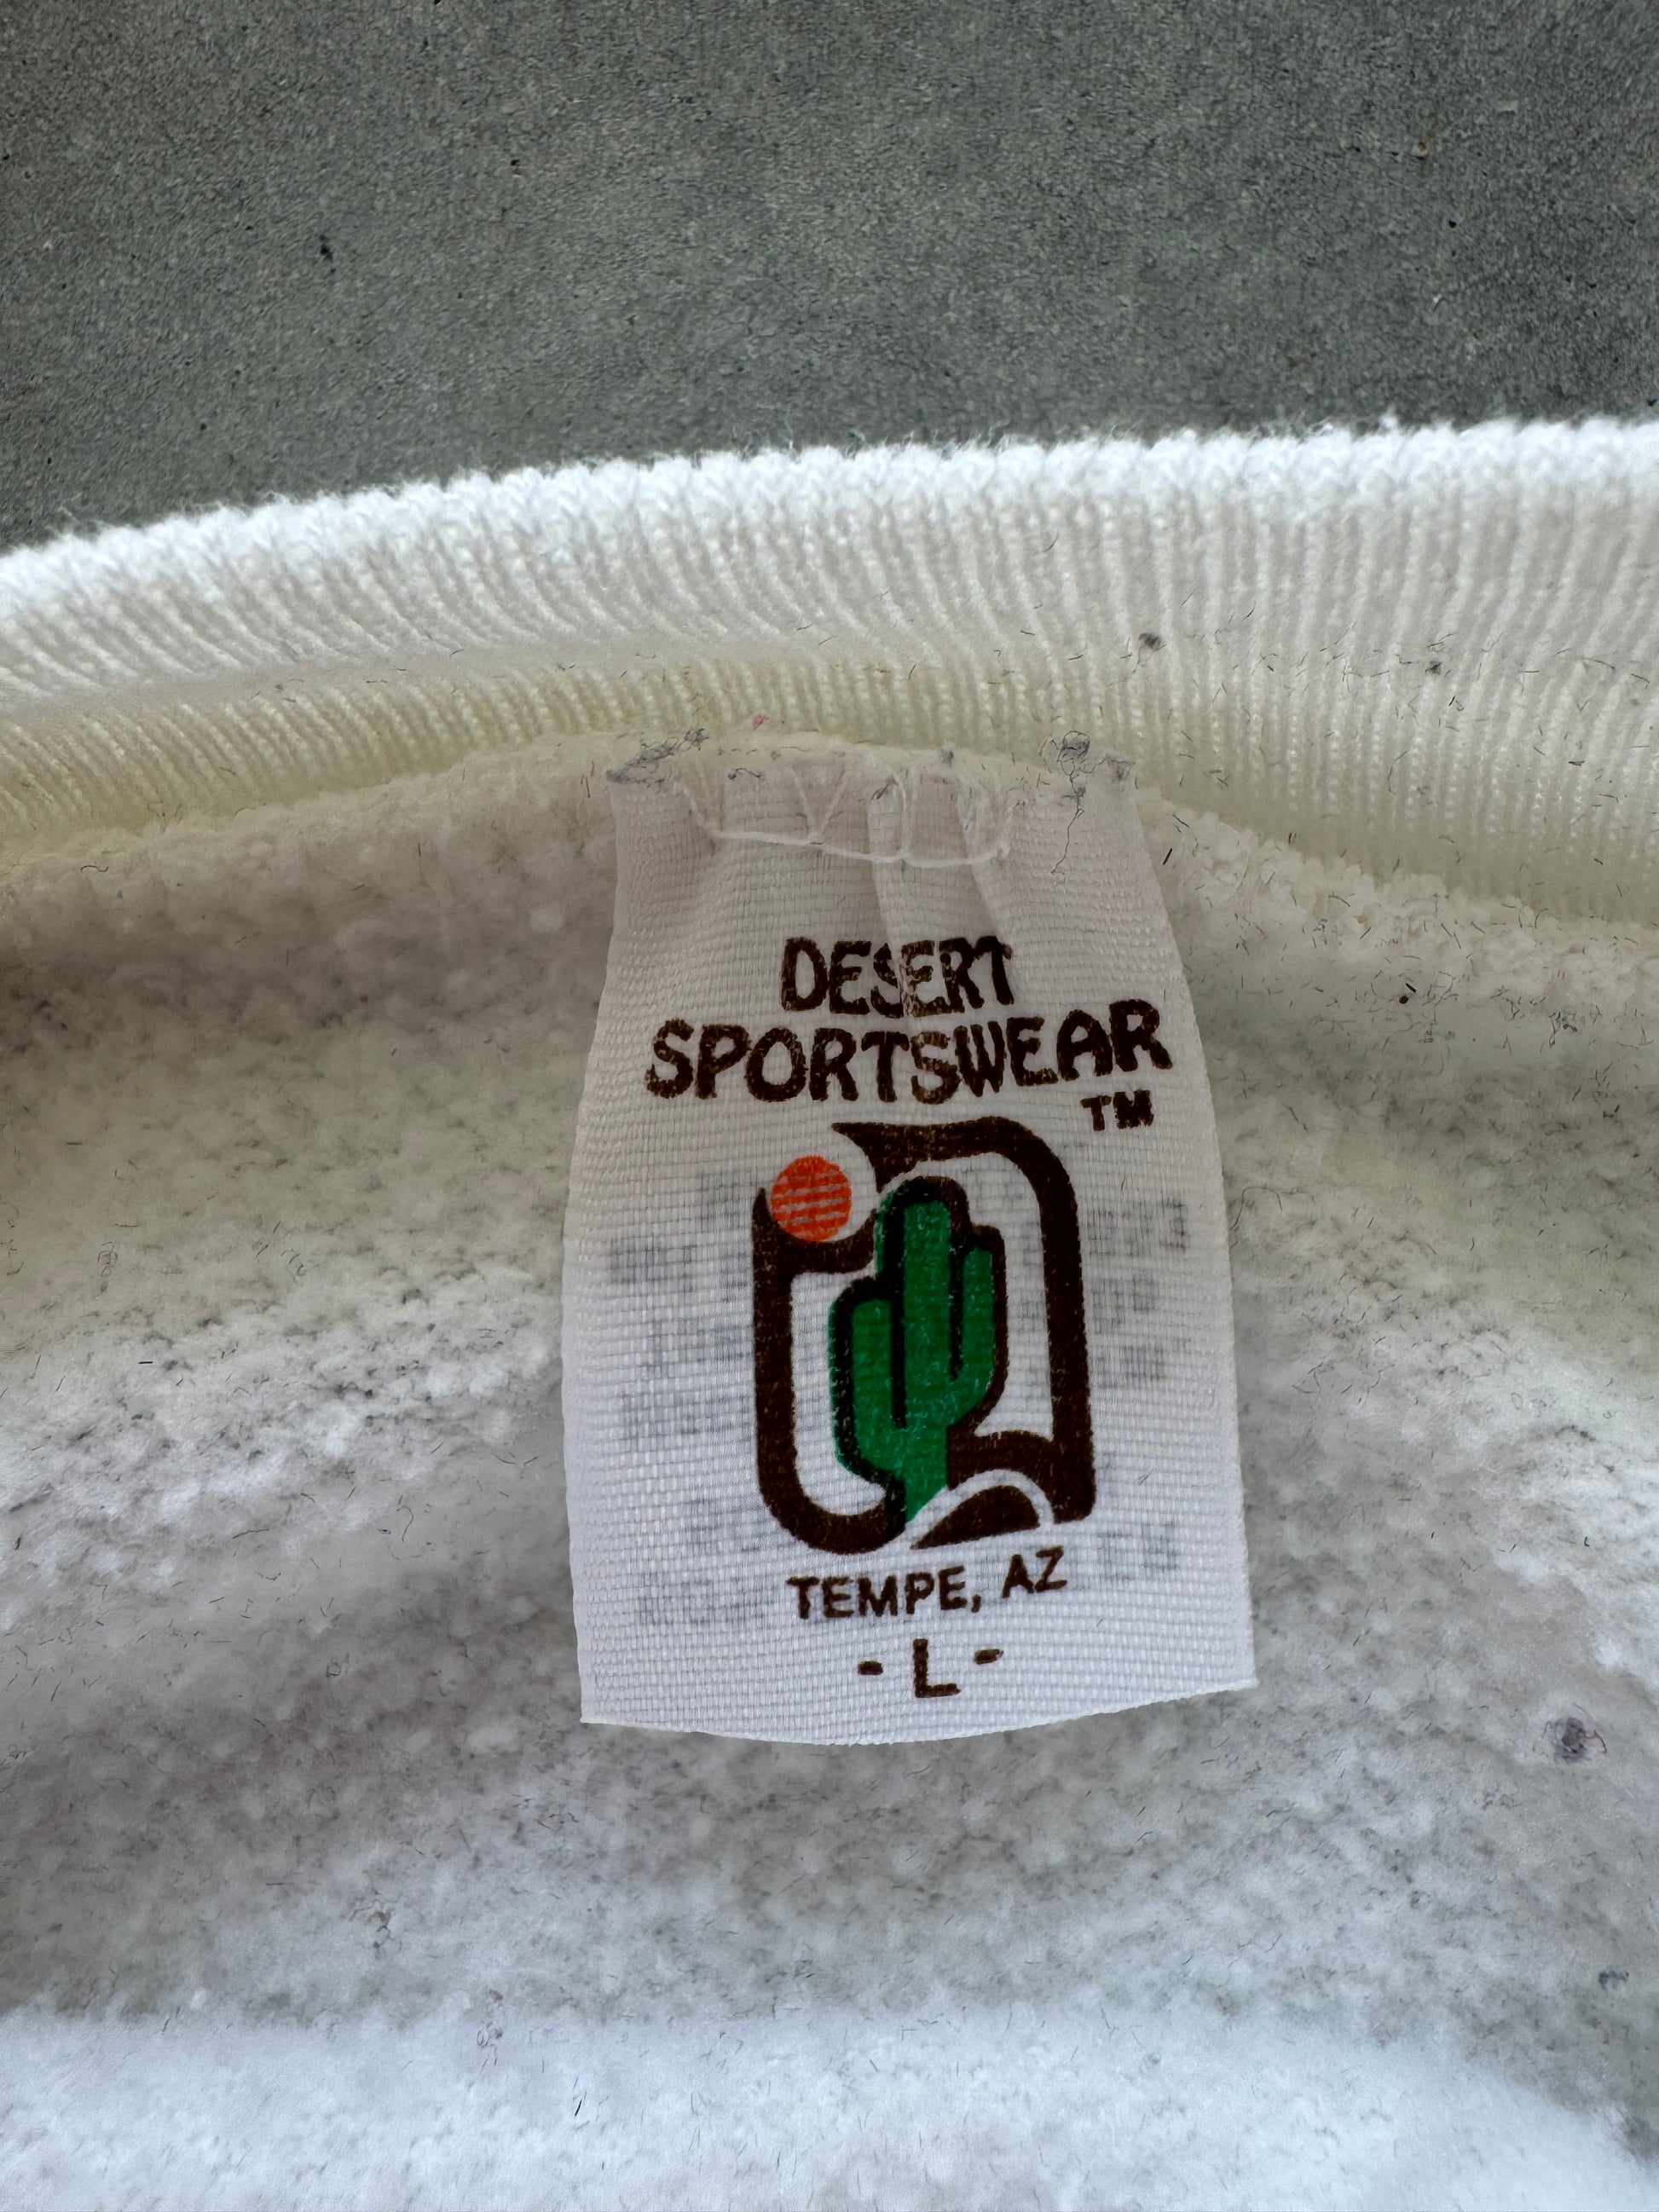 DESERT
SPORTSWEAR
TM
TEMPE, AZ
- L -